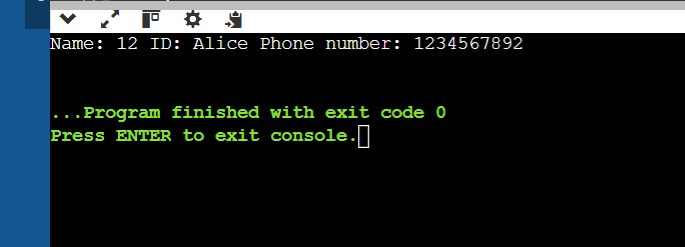 Name: 12 ID: Alice Phone number: 1234567892
...Program finished with exit code 0
Press ENTER to exit console.